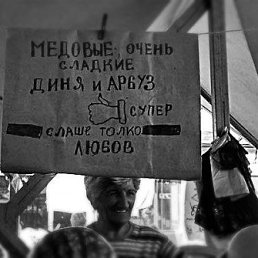 МЕДОВЫЕ ОЧЕНЬ
СЛАДКИЕ
ДИНЯ И АРБУЗ
СУПЕР
СЛАШЕ ТОЛКО
ЛЮБОВ